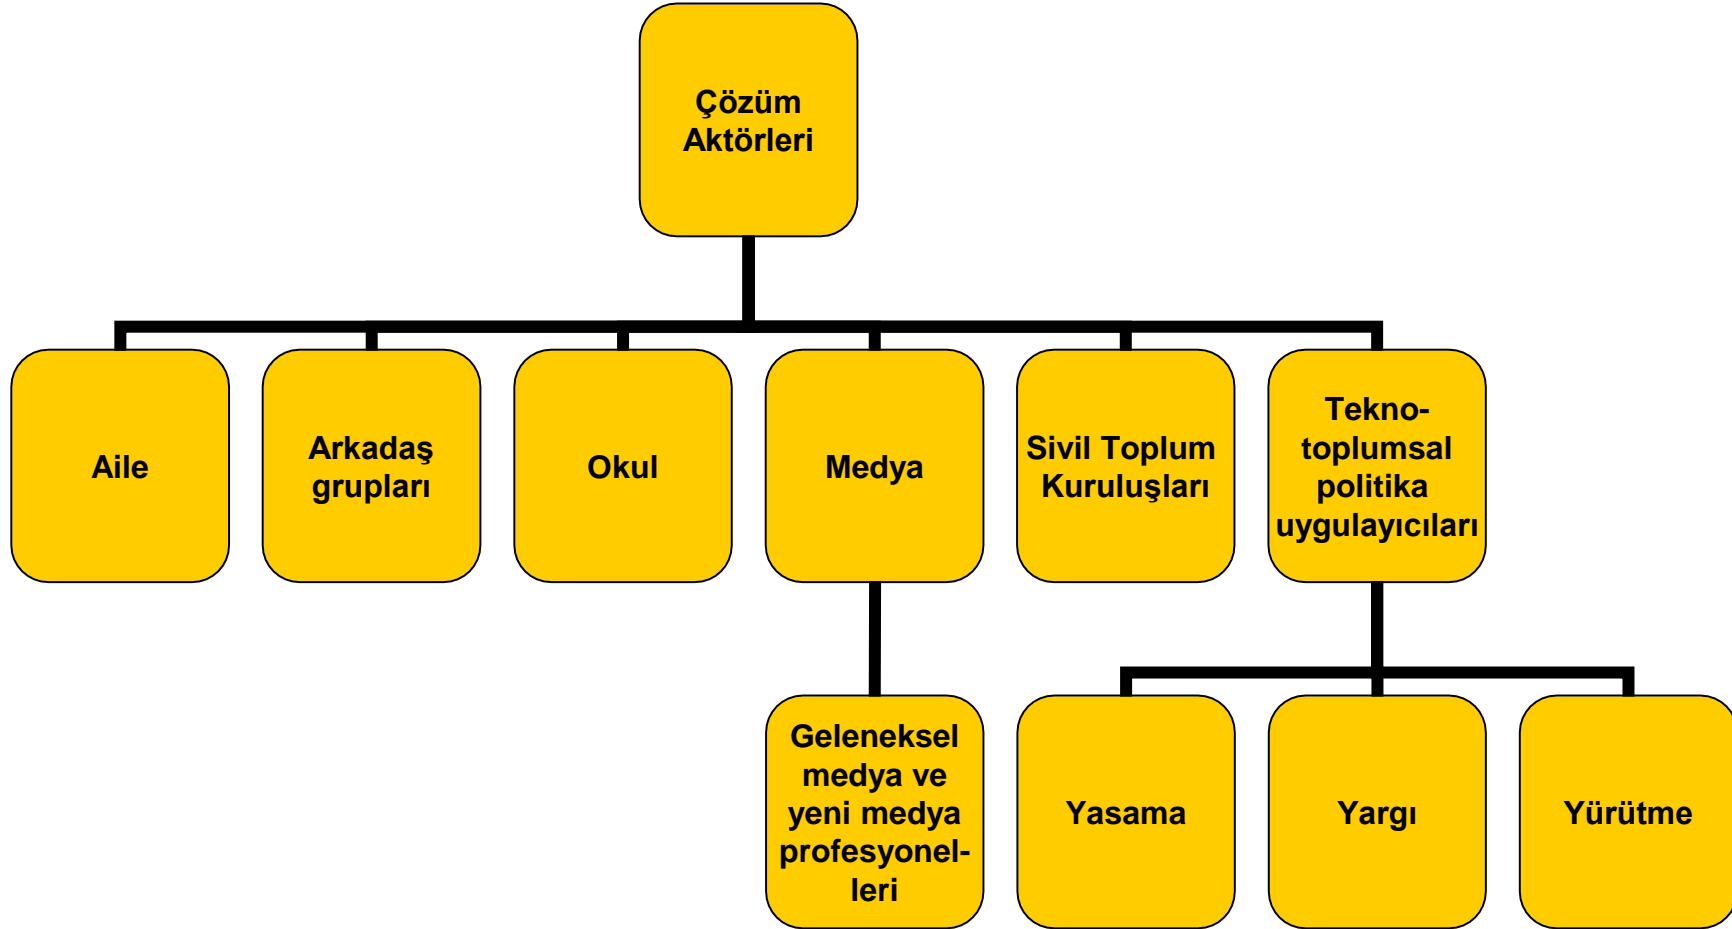 Çözüm
Aktörleri
Aile
Arkadaş
grupları
Okul
Medya
Sivil Toplum
Kuruluşları
Tekno-
toplumsal
politika
uygulayıcıları
Geleneksel
medya ve
yeni medya
profesyonel-
leri
Yasama
Yargı
Yürütme